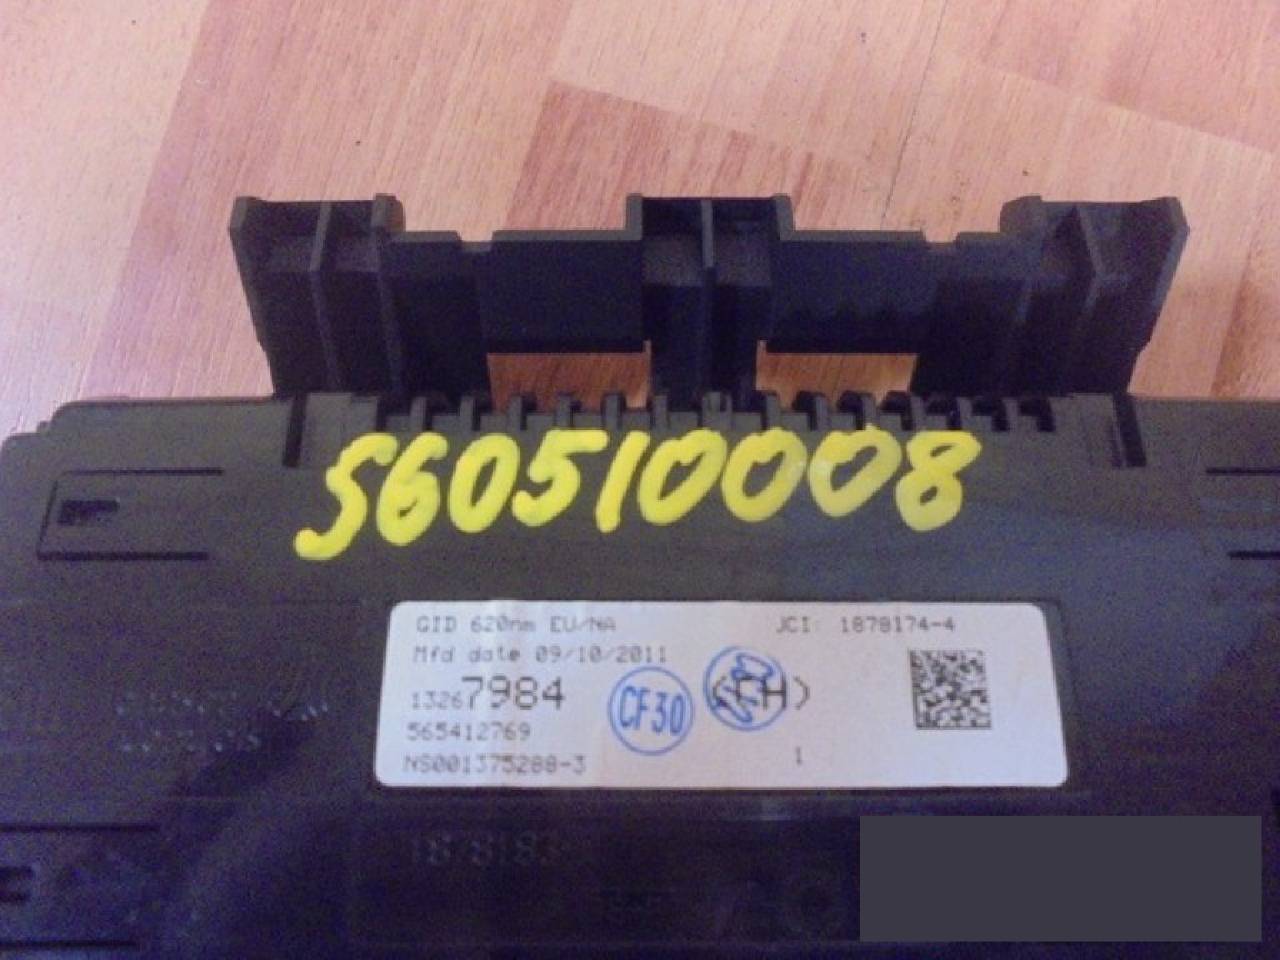 S60510008
GID 620nm EU/NA JCI: 1878174-4
Mfd date 09/10/2011
13267984 CF30 (CH)
565412769
NS001375288-3 1